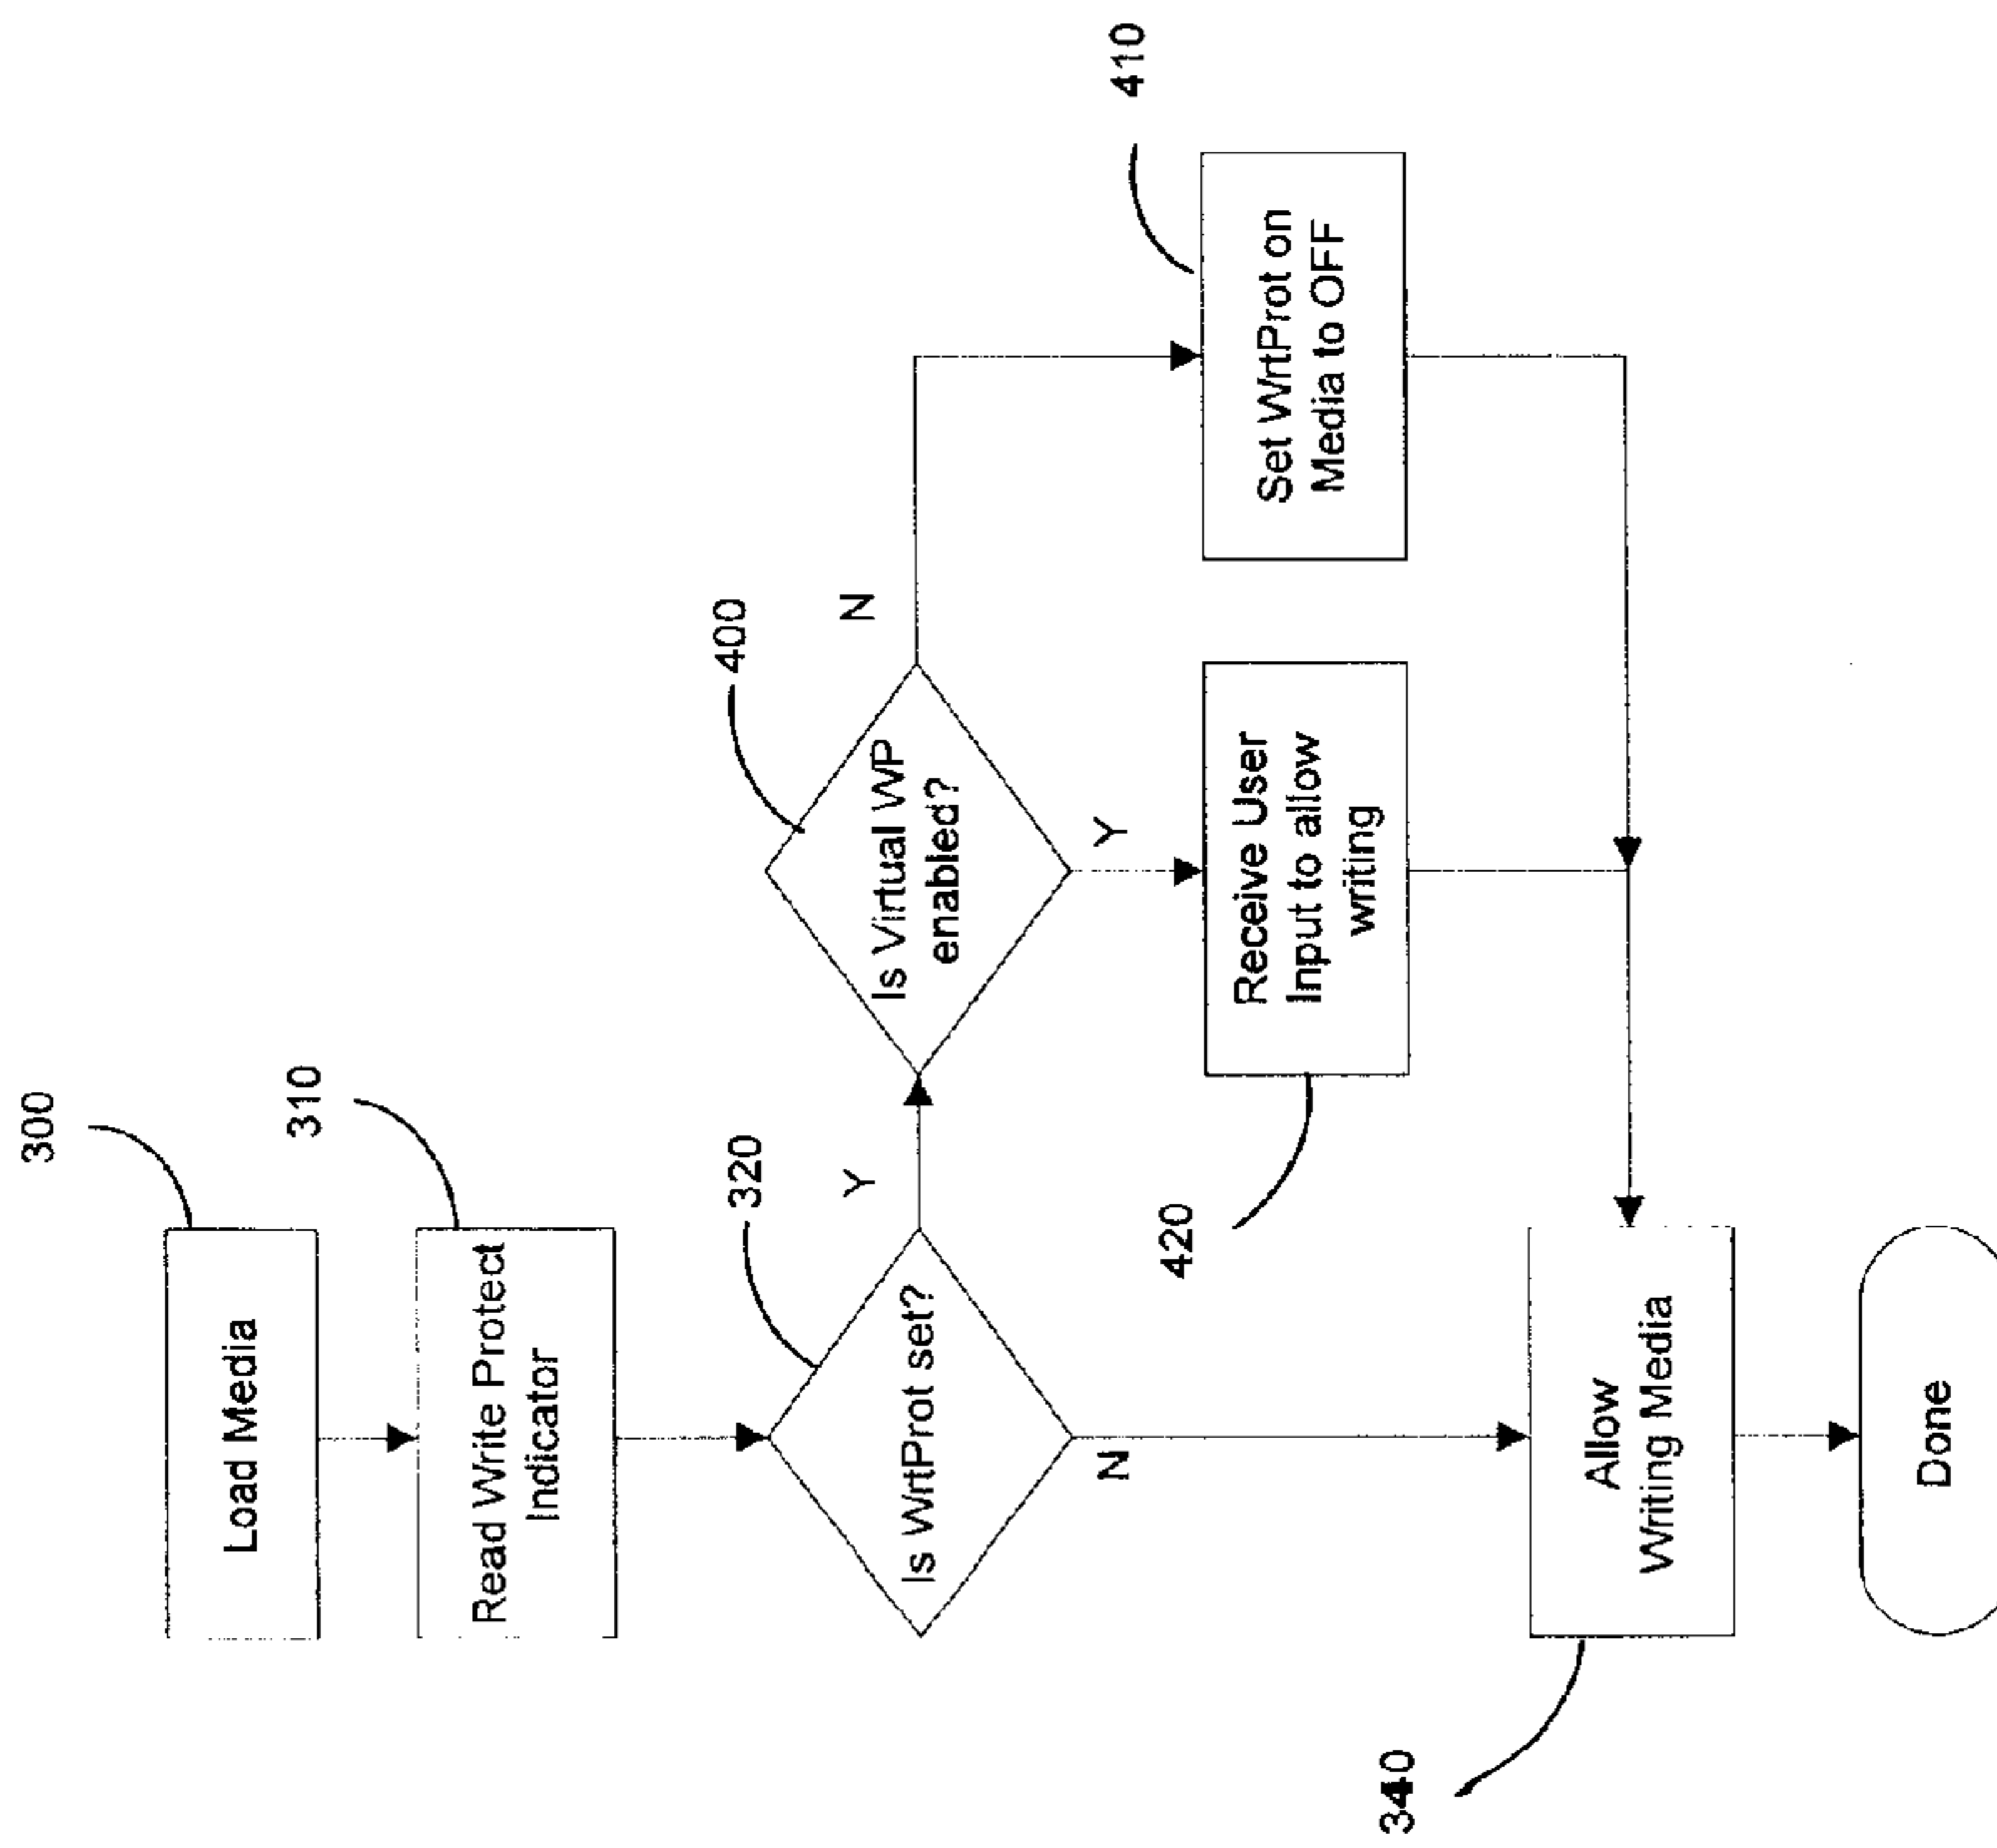 300
Load Media
310
Read Write Protect
Indicator
320
Is WrtProt set?
Y
N
400
Is Virtual WP
enabled?
N
Y
410
Set WrtProt on
Media to OFF
420
Receive User
Input to allow
writing
340
Allow
Writing Media
Done